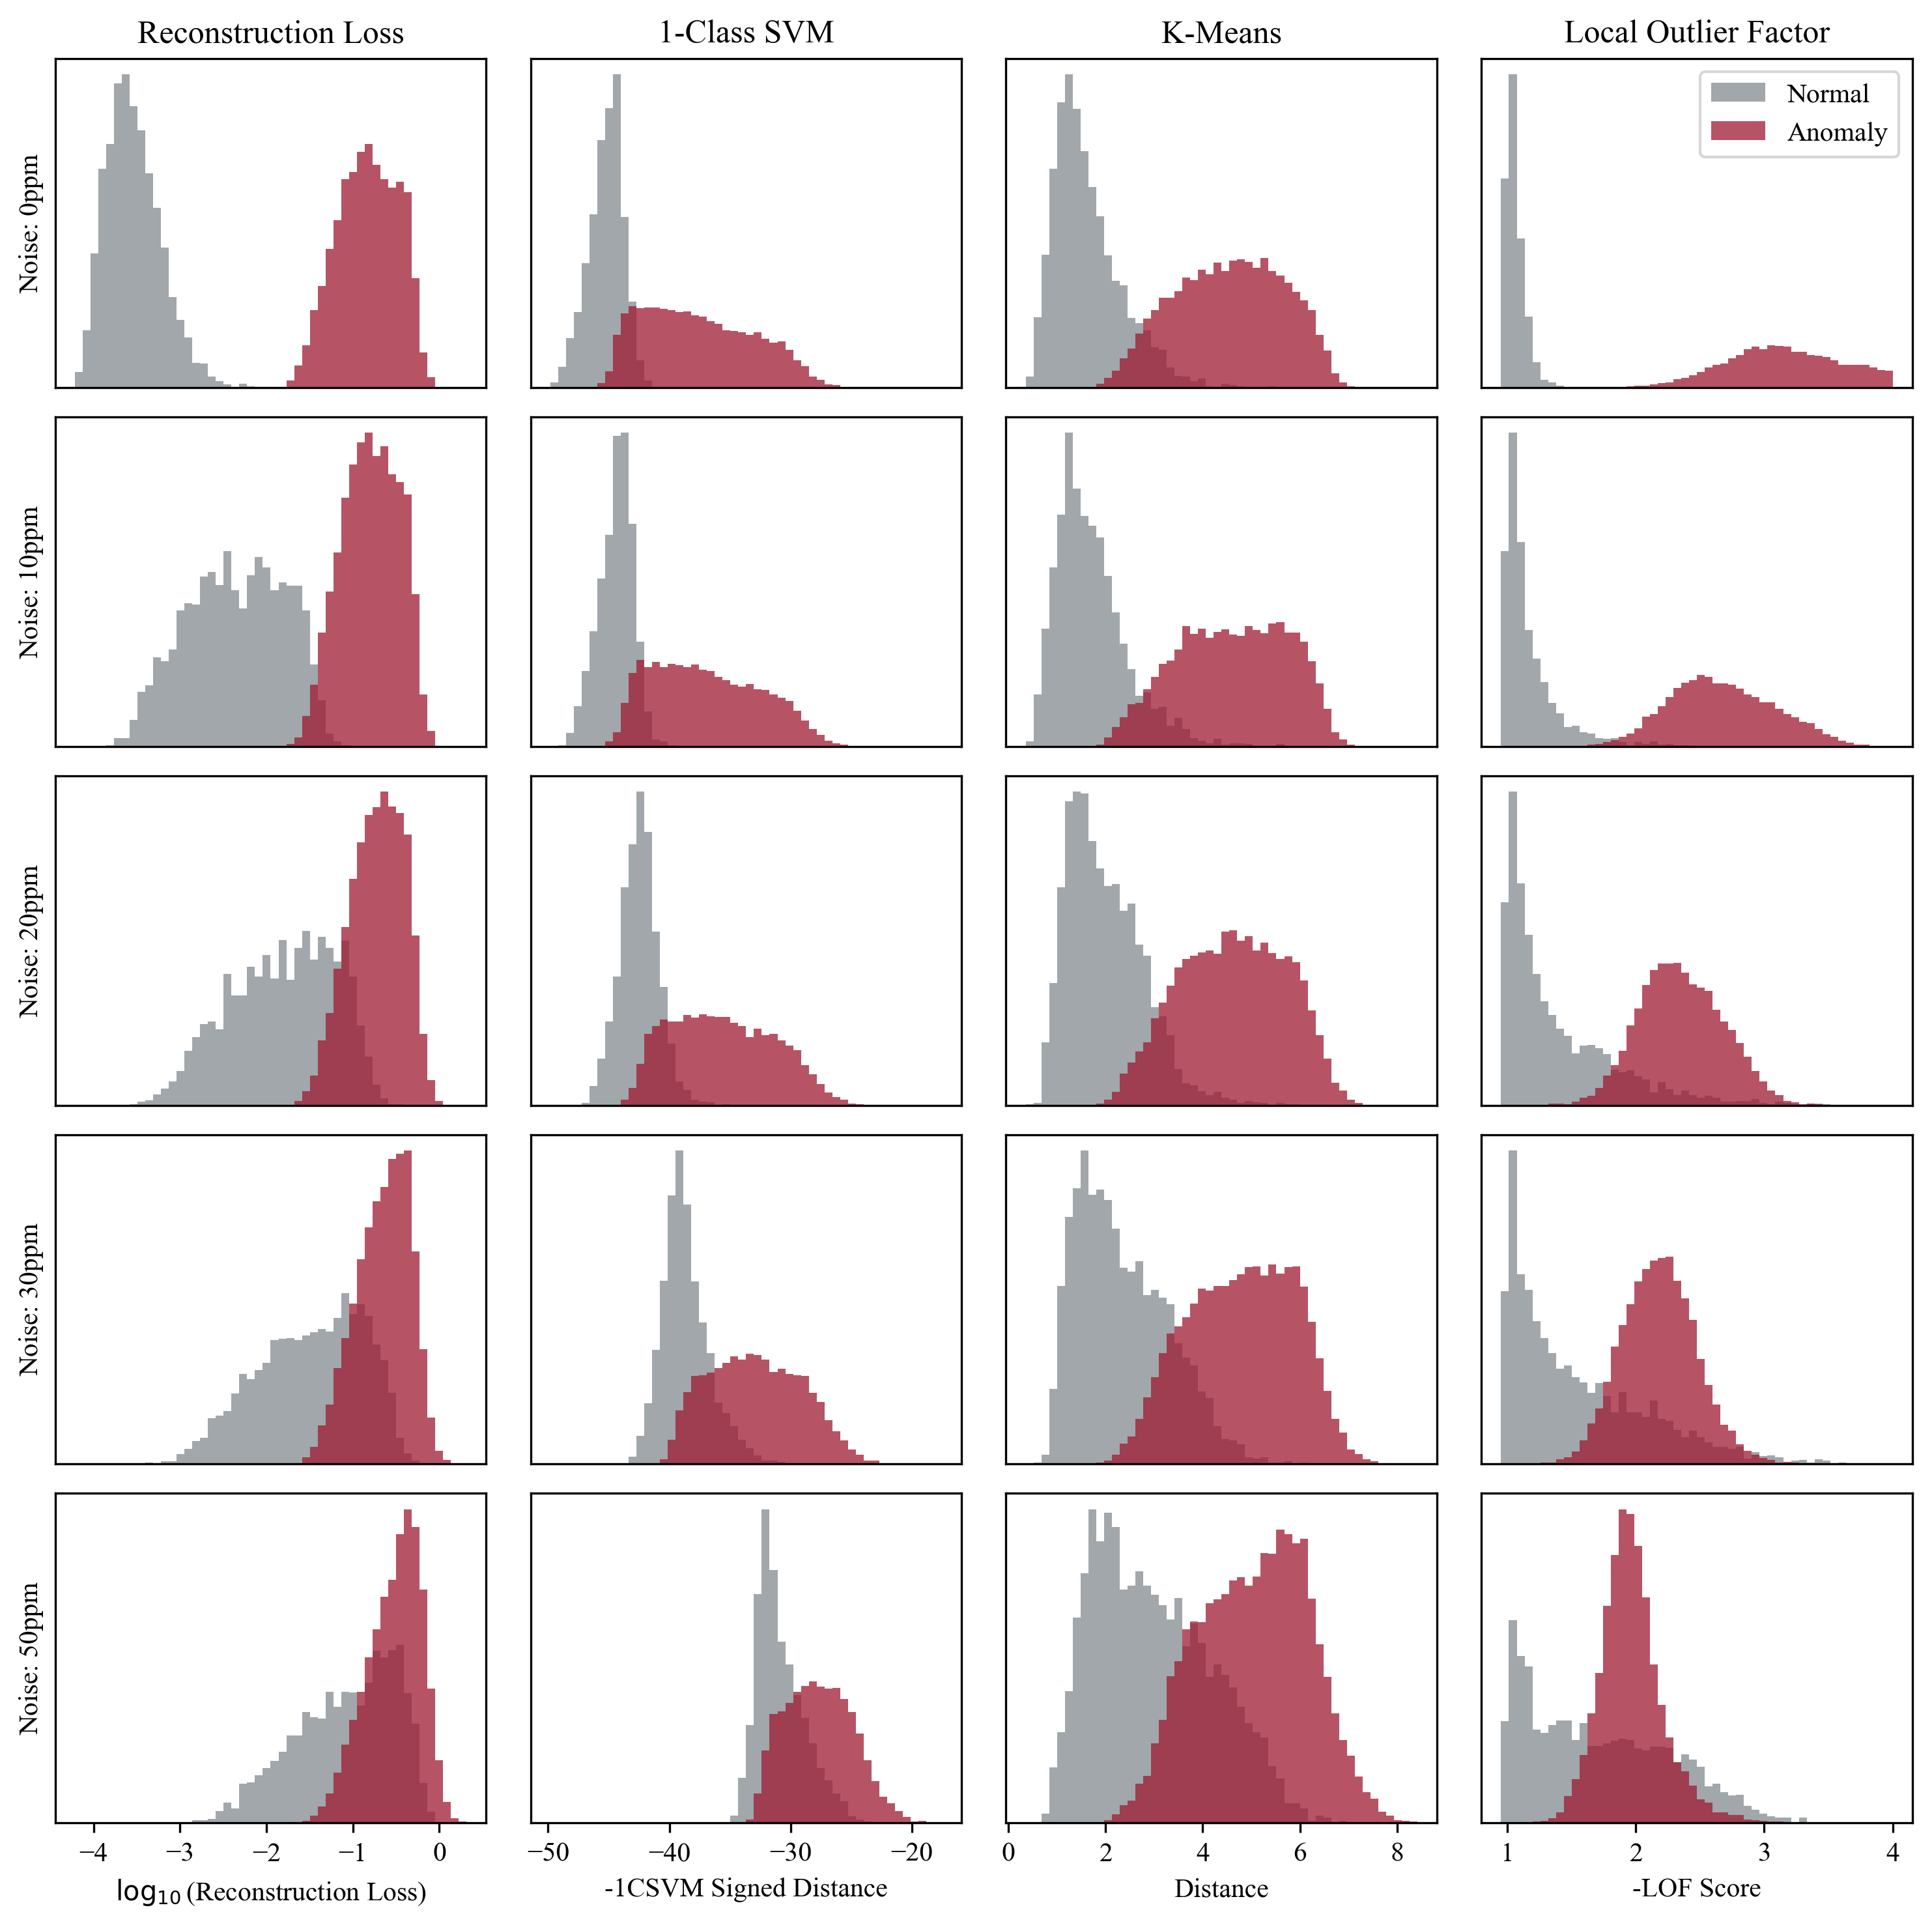 Reconstruction Loss
1-Class SVM
K-Means
Local Outlier Factor
Normal
Anomaly
Noise: 0ppm
Noise: 10ppm
Noise: 20ppm
Noise: 30ppm
Noise: 50ppm
−4 −3 −2 −1 0
−50 −40 −30 −20
0 2 4 6 8
1 2 3 4
log10 (Reconstruction Loss)
-1CSVM Signed Distance
Distance
-LOF Score